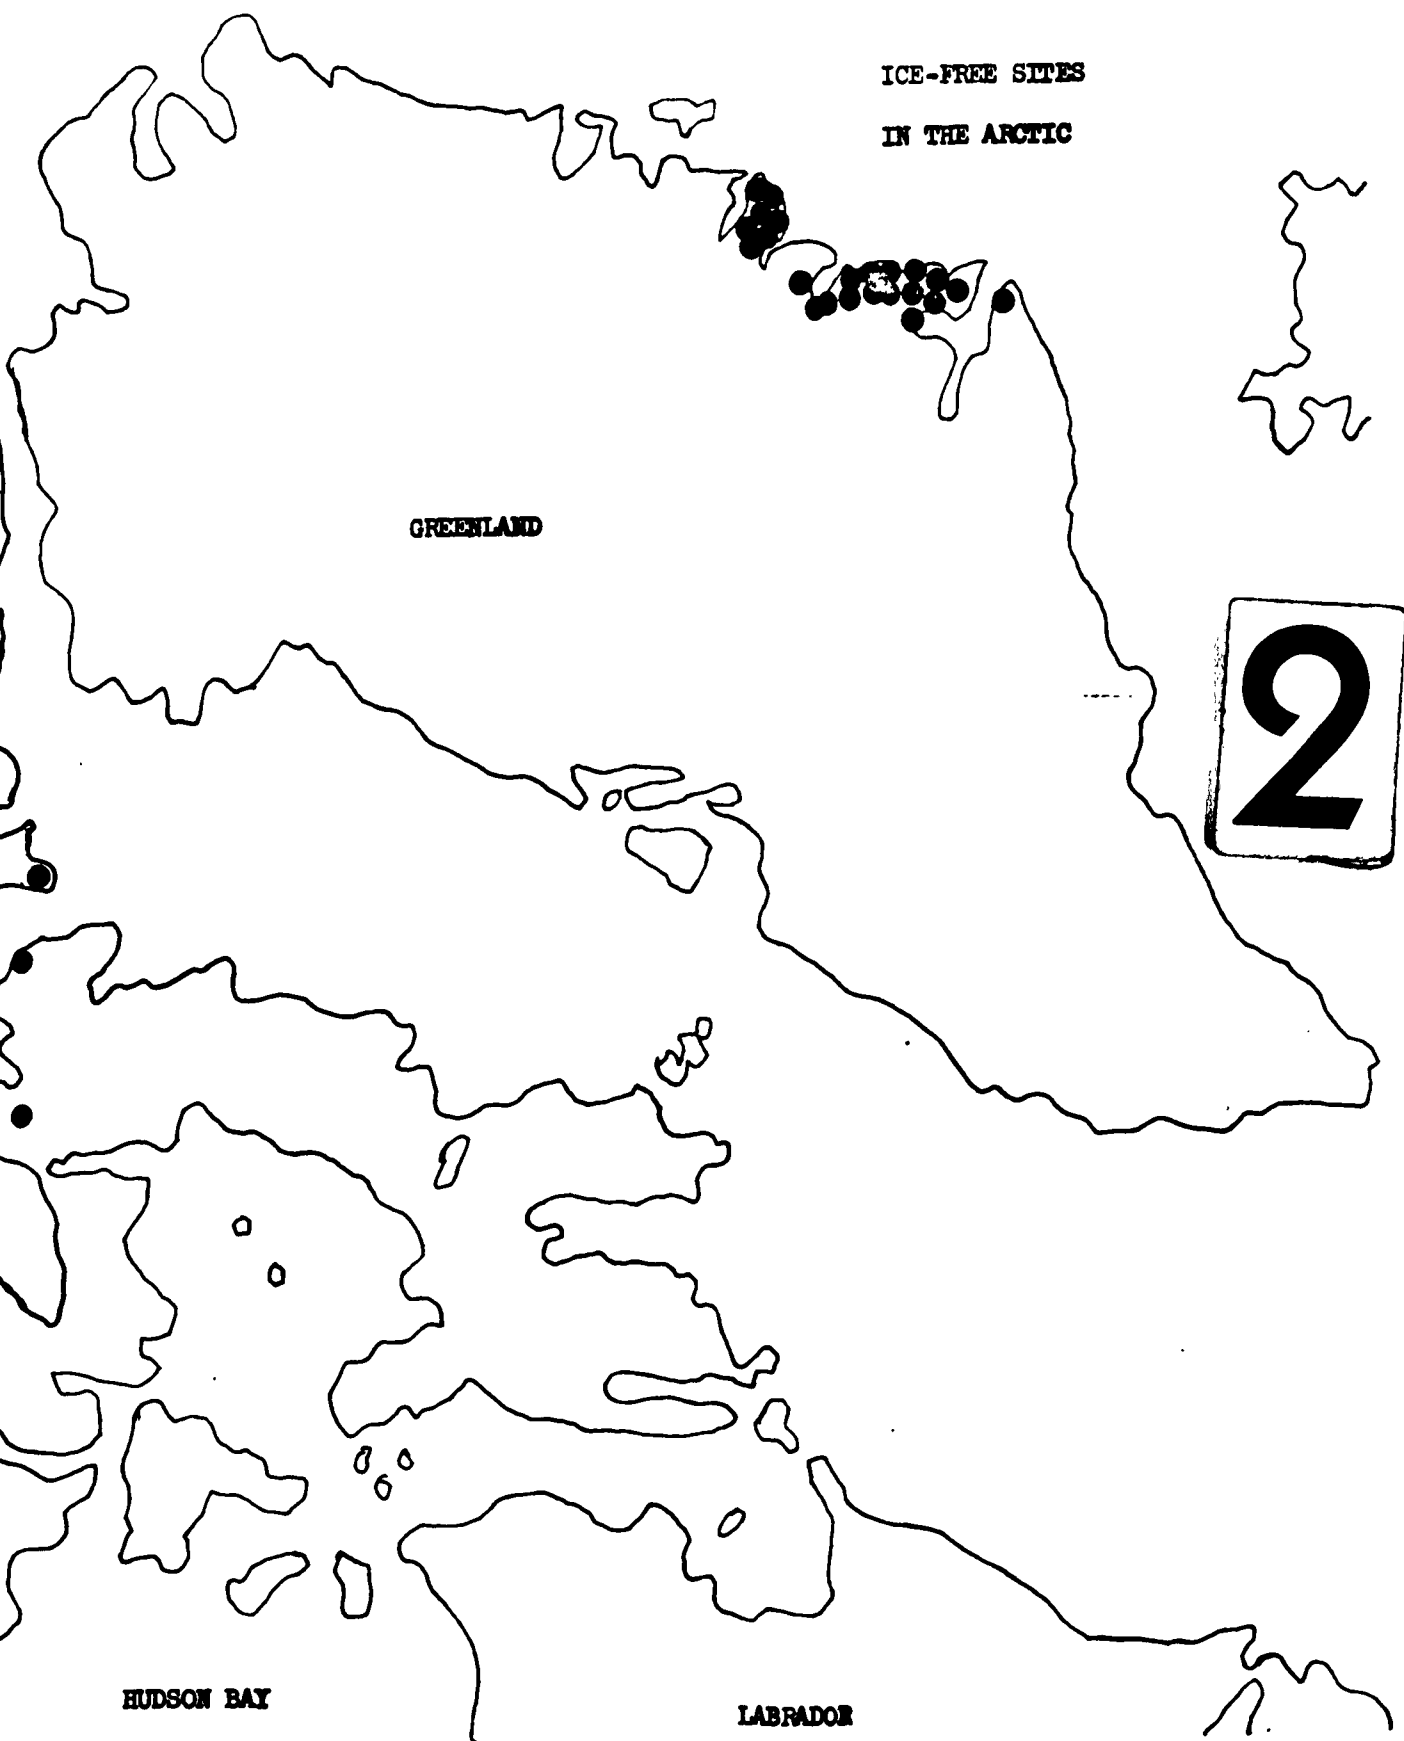 ICE-FREE SITES
IN THE ARCTIC
GREENLAND
2
HUDSON BAY
LABRADOR